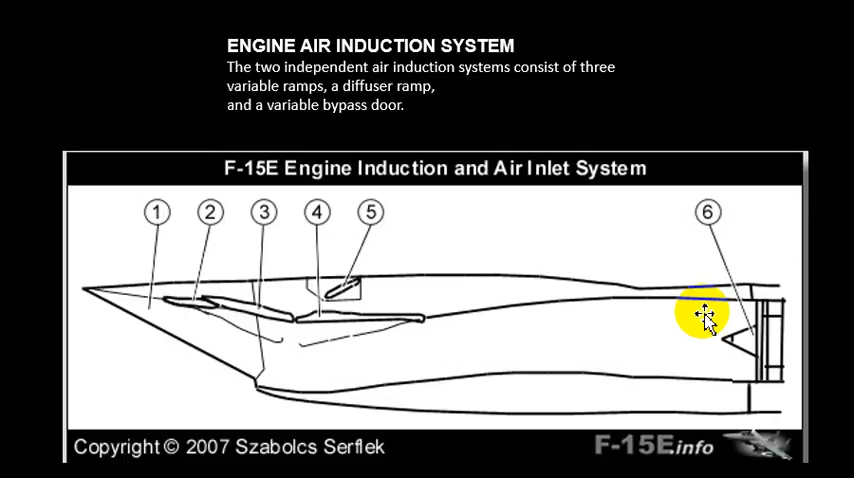 ENGINE AIR INDUCTION SYSTEM
The two independent air induction systems consist of three
variable ramps, a diffuser ramp,
and a variable bypass door.
F-15E Engine Induction and Air Inlet System
1 2 3 4 5 6
Copyright © 2007 Szabolcs Serflek
F-15E.info